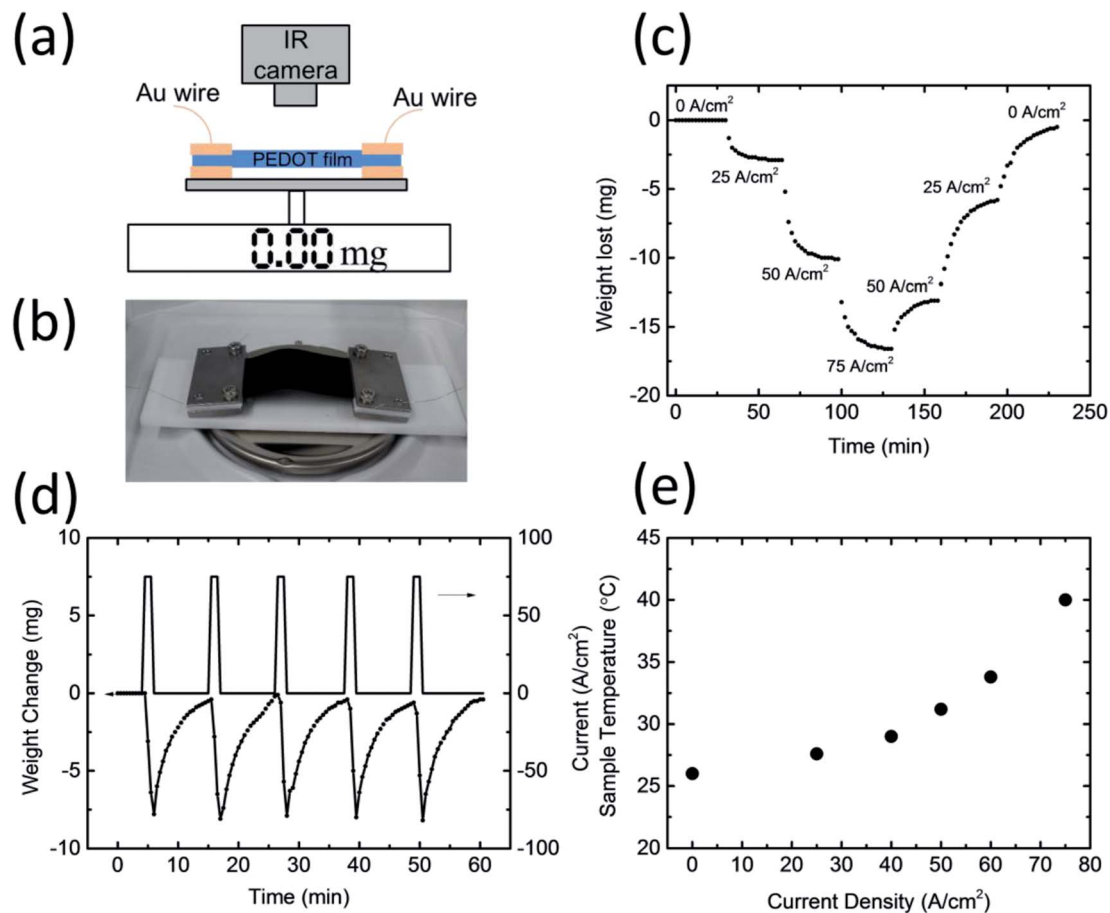 (a)
IR
camera
Au wire
Au wire
PEDOT film
0.00 mg
(b)
(c)
0 A/cm²
25 A/cm²
50 A/cm²
75 A/cm²
50 A/cm²
25 A/cm²
0 A/cm²
0
-5
-10
-15
-20
Weight lost (mg)
0 50 100 150 200 250
Time (min)
(d)
10
5
0
-5
-10
Weight Change (mg)
100
50
0
-50
-100
Current (A/cm²)
0 10 20 30 40 50 60
Time (min)
(e)
45
40
35
30
25
20
Sample Temperature (°C)
0 10 20 30 40 50 60 70 80
Current Density (A/cm²)